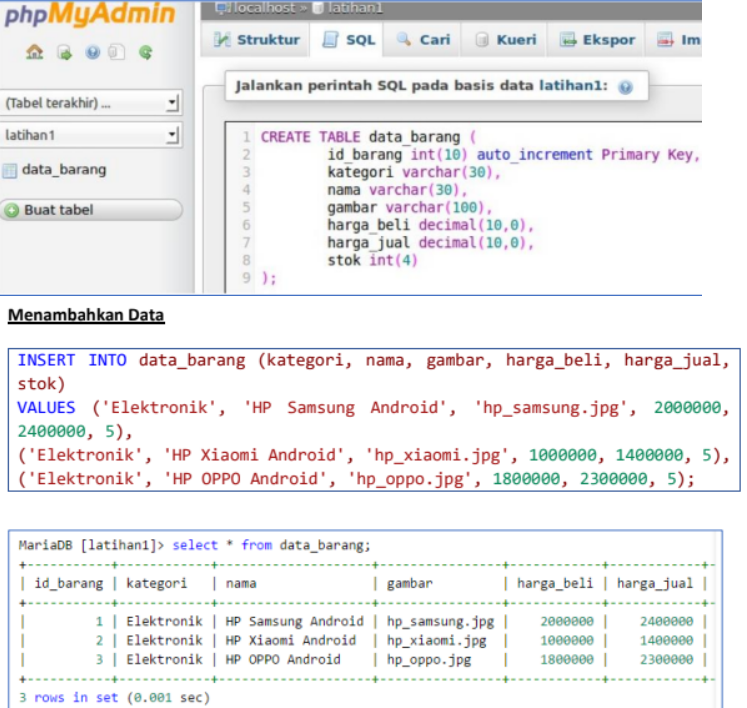 phpMyAdmin
localhost » latihan1
Struktur SQL Cari Kueri Ekspor Im
(Tabel terakhir) ...
latihan1
data_barang
Buat tabel
Jalankan perintah SQL pada basis data latihan1:
1 CREATE TABLE data_barang (
2 id_barang int(10) auto_increment Primary Key,
3 kategori varchar(30),
4 nama varchar(30),
5 gambar varchar(100),
6 harga_beli decimal(10,0),
7 harga_jual decimal(10,0),
8 stok int(4)
9 );
Menambahkan Data
INSERT INTO data_barang (kategori, nama, gambar, harga_beli, harga_jual,
stok)
VALUES ('Elektronik', 'HP Samsung Android', 'hp_samsung.jpg', 2000000,
2400000, 5),
('Elektronik', 'HP Xiaomi Android', 'hp_xiaomi.jpg', 1000000, 1400000, 5),
('Elektronik', 'HP OPPO Android', 'hp_oppo.jpg', 1800000, 2300000, 5);
MariaDB [latihan1]> select * from data_barang;
| id_barang | kategori | nama | gambar | harga_beli | harga_jual |
| 1 | Elektronik | HP Samsung Android | hp_samsung.jpg | 2000000 | 2400000 |
| 2 | Elektronik | HP Xiaomi Android | hp_xiaomi.jpg | 1000000 | 1400000 |
| 3 | Elektronik | HP OPPO Android | hp_oppo.jpg | 1800000 | 2300000 |
3 rows in set (0.001 sec)